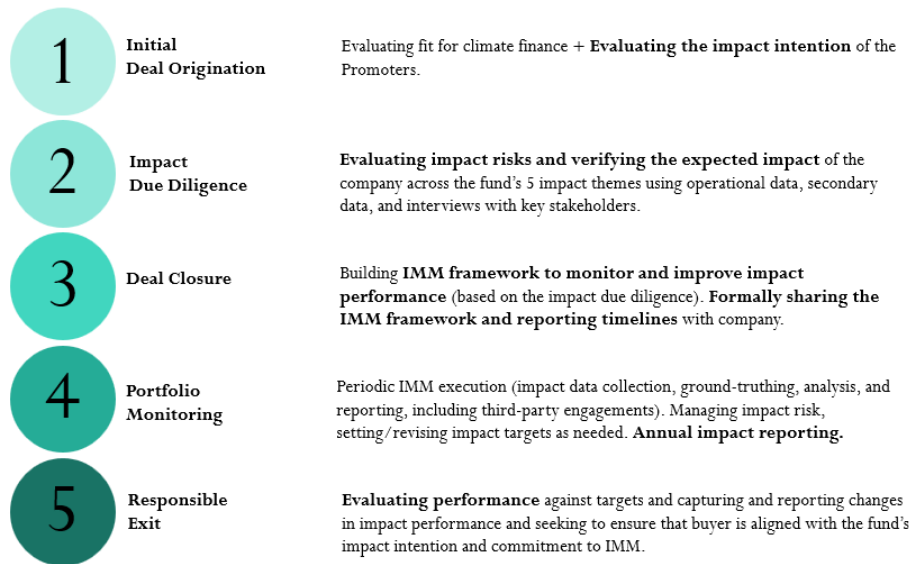 1
Initial
Deal Origination
Evaluating fit for climate finance + Evaluating the impact intention of the
Promoters.
2
Impact
Due Diligence
Evaluating impact risks and verifying the expected impact of the
company across the fund's 5 impact themes using operational data, secondary
data, and interviews with key stakeholders.
3
Deal Closure
Building IMM framework to monitor and improve impact
performance (based on the impact due diligence). Formally sharing the
IMM framework and reporting timelines with company.
4
Portfolio
Monitoring
Periodic IMM execution (impact data collection, ground-truthing, analysis, and
reporting, including third-party engagements). Managing impact risk,
setting/revising impact targets as needed. Annual impact reporting.
5
Responsible
Exit
Evaluating performance against targets and capturing and reporting changes
in impact performance and seeking to ensure that buyer is aligned with the fund's
impact intention and commitment to IMM.